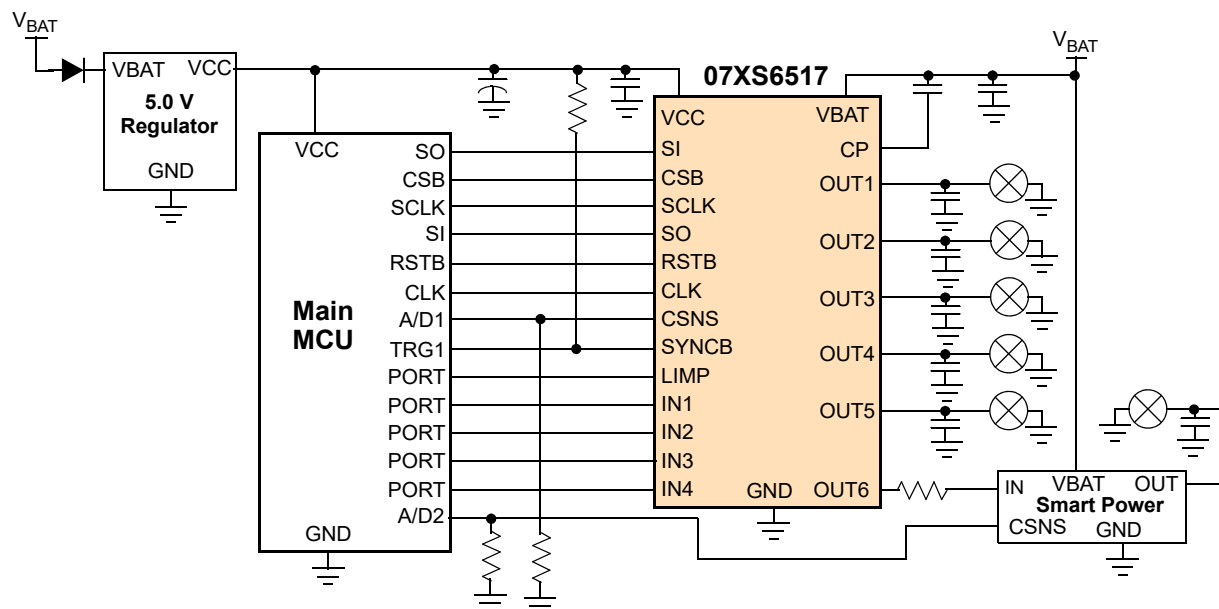 VBAT
VBAT VCC
5.0 V
Regulator
GND
VCC
SO
CSB
SCLK
SI
RSTB
CLK
A/D1
TRG1
PORT
PORT
PORT
PORT
PORT
A/D2
Main
MCU
GND
07XS6517
VCC
SI
CSB
SCLK
SO
RSTB
CLK
CSNS
SYNCB
LIMP
IN1
IN2
IN3
IN4
GND
VBAT
CP
OUT1
OUT2
OUT3
OUT4
OUT5
OUT6
VBAT
IN VBAT OUT
Smart Power
CSNS GND